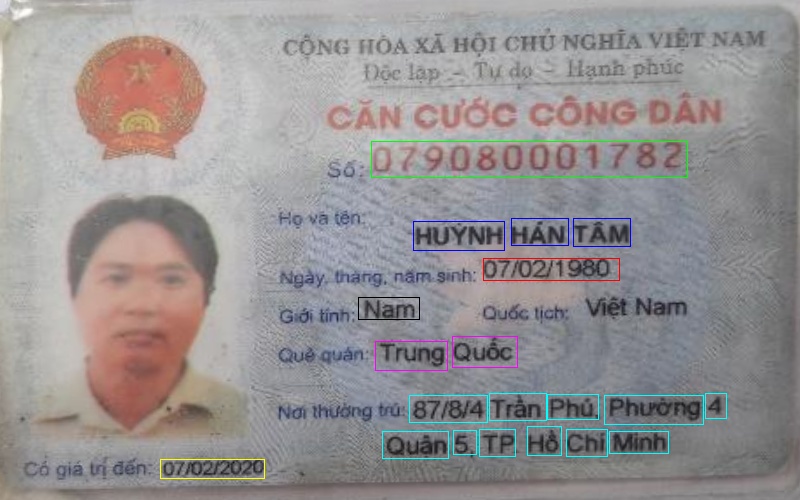 CỘNG HÒA XÃ HỘI CHỦ NGHĨA VIỆT NAM
Độc lập - Tự do - Hạnh phúc
CĂN CƯỚC CÔNG DÂN
Số: 079080001782
Họ và tên:
HUỲNH HÁN TÂM
Ngày, tháng, năm sinh: 07/02/1980
Giới tính: Nam Quốc tịch: Việt Nam
Quê quán: Trung Quốc
Nơi thường trú: 87/8/4 Trần Phú, Phường 4
Quận 5, TP Hồ Chí Minh
Có giá trị đến: 07/02/2020